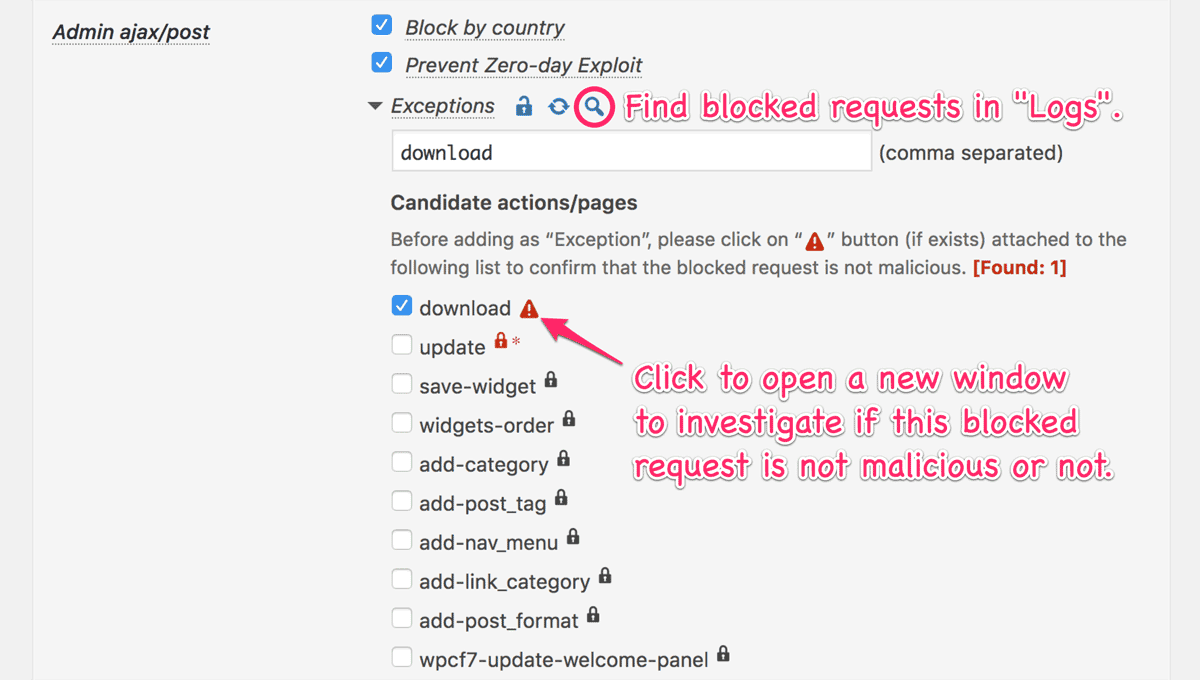 Admin ajax/post
Block by country
Prevent Zero-day Exploit
Exceptions
Find blocked requests in "Logs".
download
(comma separated)
Candidate actions/pages
Before adding as “Exception”, please click on “ ” button (if exists) attached to the
following list to confirm that the blocked request is not malicious. [Found: 1]
download
update *
save-widget
widgets-order
add-category
add-post_tag
add-nav_menu
add-link_category
add-post_format
wpcf7-update-welcome-panel
Click to open a new window
to investigate if this blocked
request is not malicious or not.